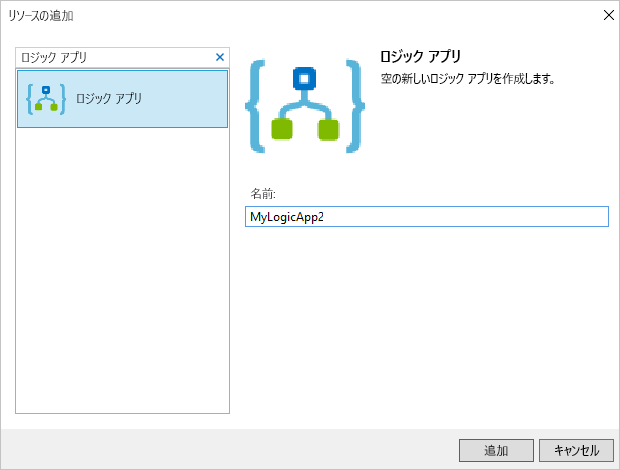 リソースの追加
ロジック アプリ
ロジック アプリ
ロジック アプリ
空の新しいロジック アプリを作成します。
名前:
MyLogicApp2
追加
キャンセル